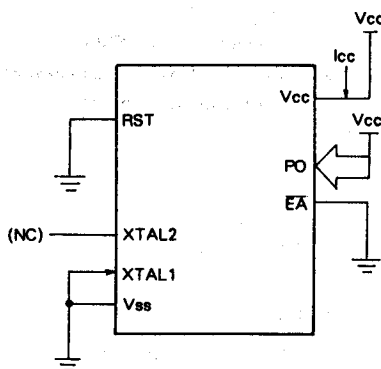 Vcc
Icc
Vcc
RST
Vcc
PO
EA
(NC)
XTAL2
XTAL1
Vss